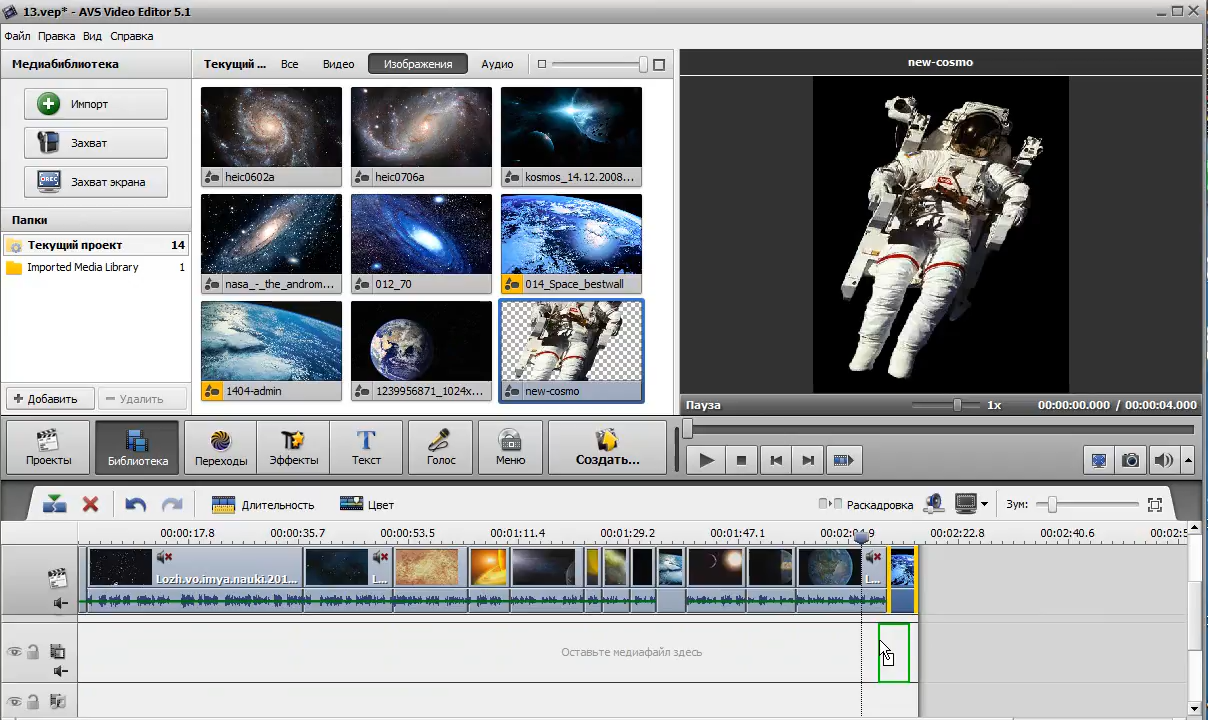 13.vep* - AVS Video Editor 5.1
Файл Правка Вид Справка
Медиабиблиотека
Импорт
Захват
Захват экрана
Папки
Текущий проект 14
Imported Media Library 1
Добавить Удалить
Текущий ... Все Видео Изображения Аудио
heic0602a heic0706a kosmos_14.12.2008...
nasa_-_the_androm... 012_70 014_Space_bestwall
1404-admin 1239956871_1024x... new-cosmo
new-cosmo
Пауза 1x 00:00:00.000 / 00:00:04.000
Проекты Библиотека Переходы Эффекты Текст Голос Меню Создать...
Длительность Цвет Раскадровка Зум:
00:00:17.8 00:00:35.7 00:00:53.5 00:01:11.4 00:01:29.2 00:01:47.1 00:02:22.8 00:02:40.6
Lozh.vo.imya.nauki.201... L... L...
Оставьте медиафайл здесь